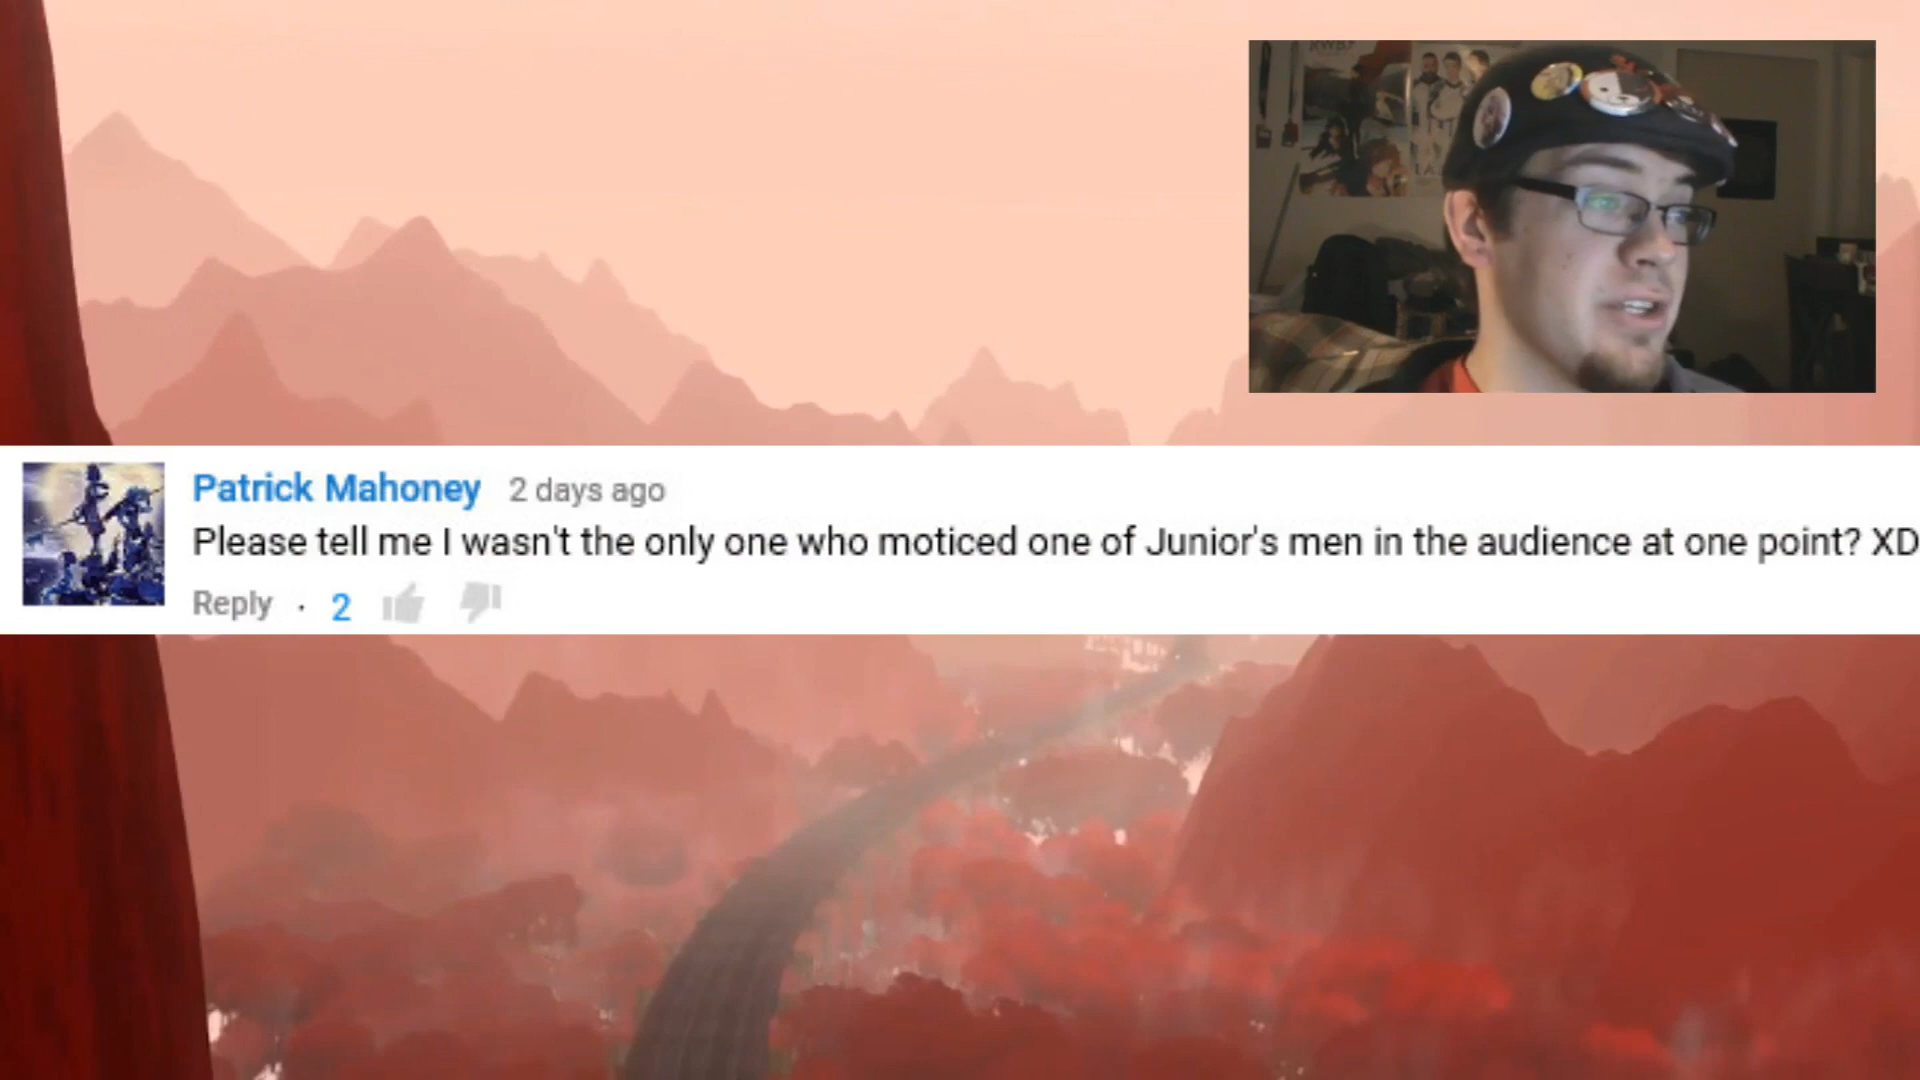 RWBY
Patrick Mahoney 2 days ago
Please tell me I wasn't the only one who moticed one of Junior's men in the audience at one point? XD
Reply · 2